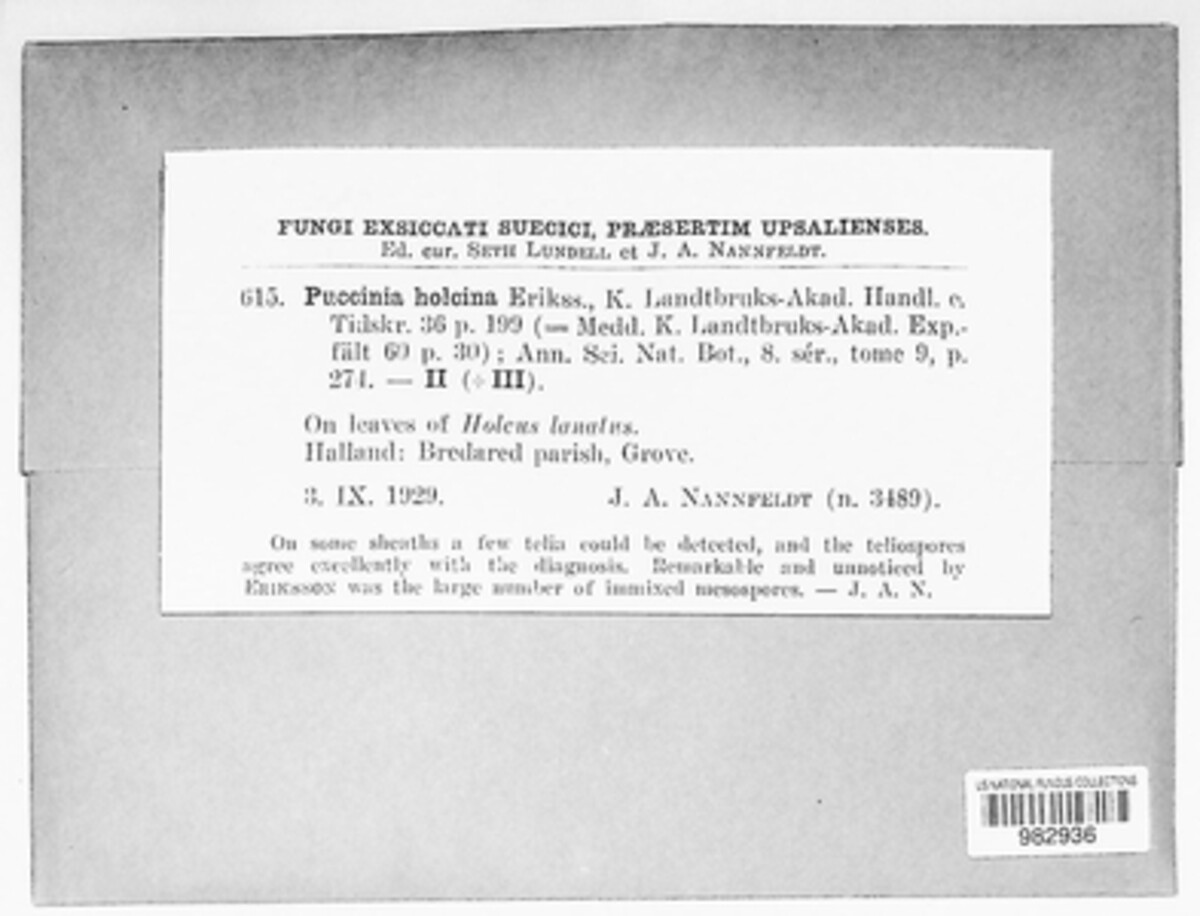 FUNGI EXSICCATI SUECICI, PRÆSERTIM UPSALIENSES.
Ed. cur. SETH LUNDELL et J. A. NANNFELDT.
615. Puccinia holcina Erikss., K. Landtbruks-Akad. Handl. o.
Tidskr. 36 p. 199 (= Medd. K. Landtbruks-Akad. Exp.-
fält 60 p. 30); Ann. Sci. Nat. Bot., 8. sér., tome 9, p.
274. — II (+ III).
On leaves of Holcus lanatus.
Halland: Bredared parish, Grove.
3. IX. 1929. J. A. NANNFELDT (n. 3489).
On some sheaths a few telia could be detected, and the teliospores
agree excellently with the diagnosis. Remarkable and unnoticed by
ERIKSSON was the large number of immixed mesospores. — J. A. N.
US NATIONAL FUNGUS COLLECTIONS
982936